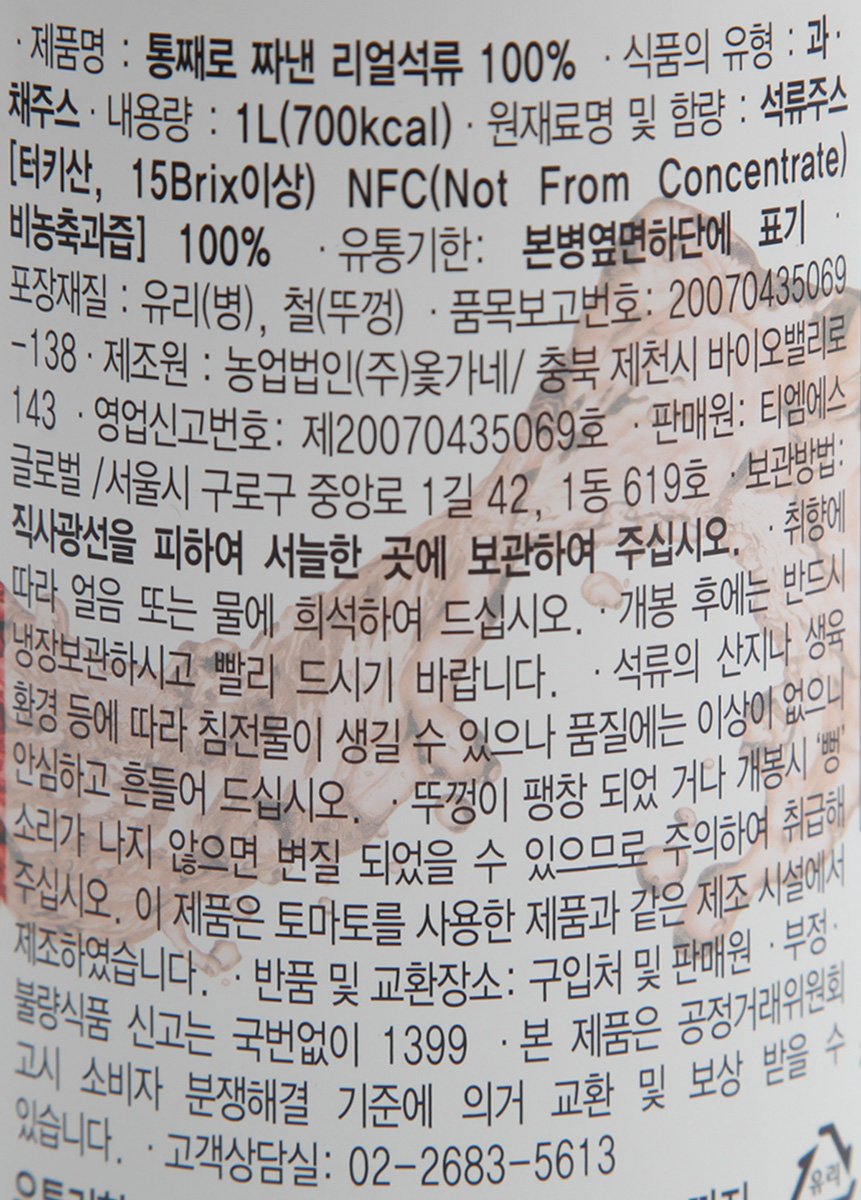 · 제품명 : 통째로 짜낸 리얼석류 100% · 식품의 유형 : 과·
채주스 · 내용량 : 1L(700kcal) · 원재료명 및 함량 : 석류주스
[터키산, 15Brix이상) NFC(Not From Concentrate)
비농축과즙] 100% · 유통기한: 본병옆면하단에 표기 ·
포장재질 : 유리(병), 철(뚜껑) · 품목보고번호: 20070435069
-138 · 제조원 : 농업법인(주)옻가네/ 충북 제천시 바이오밸리로
143 · 영업신고번호: 제20070435069호 · 판매원: 티엠에스
글로벌 /서울시 구로구 중앙로 1길 42, 1동 619호 · 보관방법:
직사광선을 피하여 서늘한 곳에 보관하여 주십시오. · 취향에
따라 얼음 또는 물에 희석하여 드십시오. · 개봉 후에는 반드시
냉장보관하시고 빨리 드시기 바랍니다. · 석류의 산지나 생육
환경 등에 따라 침전물이 생길 수 있으나 품질에는 이상이 없으니
안심하고 흔들어 드십시오. · 뚜껑이 팽창 되었 거나 개봉시 '뻥'
소리가 나지 않으면 변질 되었을 수 있으므로 주의하여 취급해
주십시오. 이 제품은 토마토를 사용한 제품과 같은 제조 시설에서
제조하였습니다. · 반품 및 교환장소: 구입처 및 판매원 · 부정·
불량식품 신고는 국번없이 1399 · 본 제품은 공정거래위원회
고시 소비자 분쟁해결 기준에 의거 교환 및 보상 받을 수
있습니다. · 고객상담실: 02-2683-5613
유리